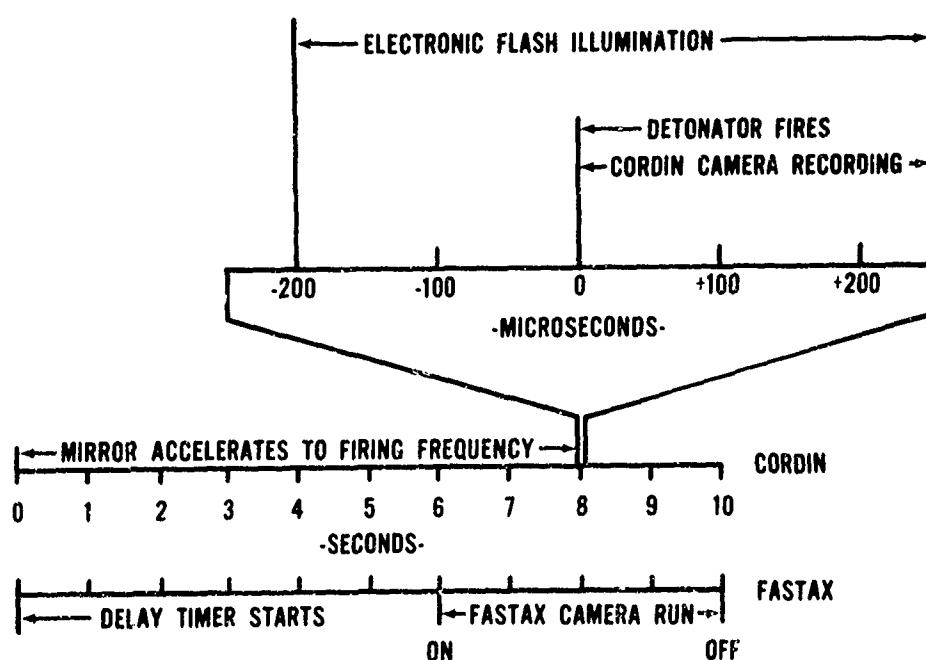 ELECTRONIC FLASH ILLUMINATION
DETONATOR FIRES
CORDIN CAMERA RECORDING
-200 -100 0 +100 +200
-MICROSECONDS-
MIRROR ACCELERATES TO FIRING FREQUENCY
CORDIN
0 1 2 3 4 5 6 7 8 9 10
-SECONDS-
FASTAX
DELAY TIMER STARTS FASTAX CAMERA RUN
ON OFF